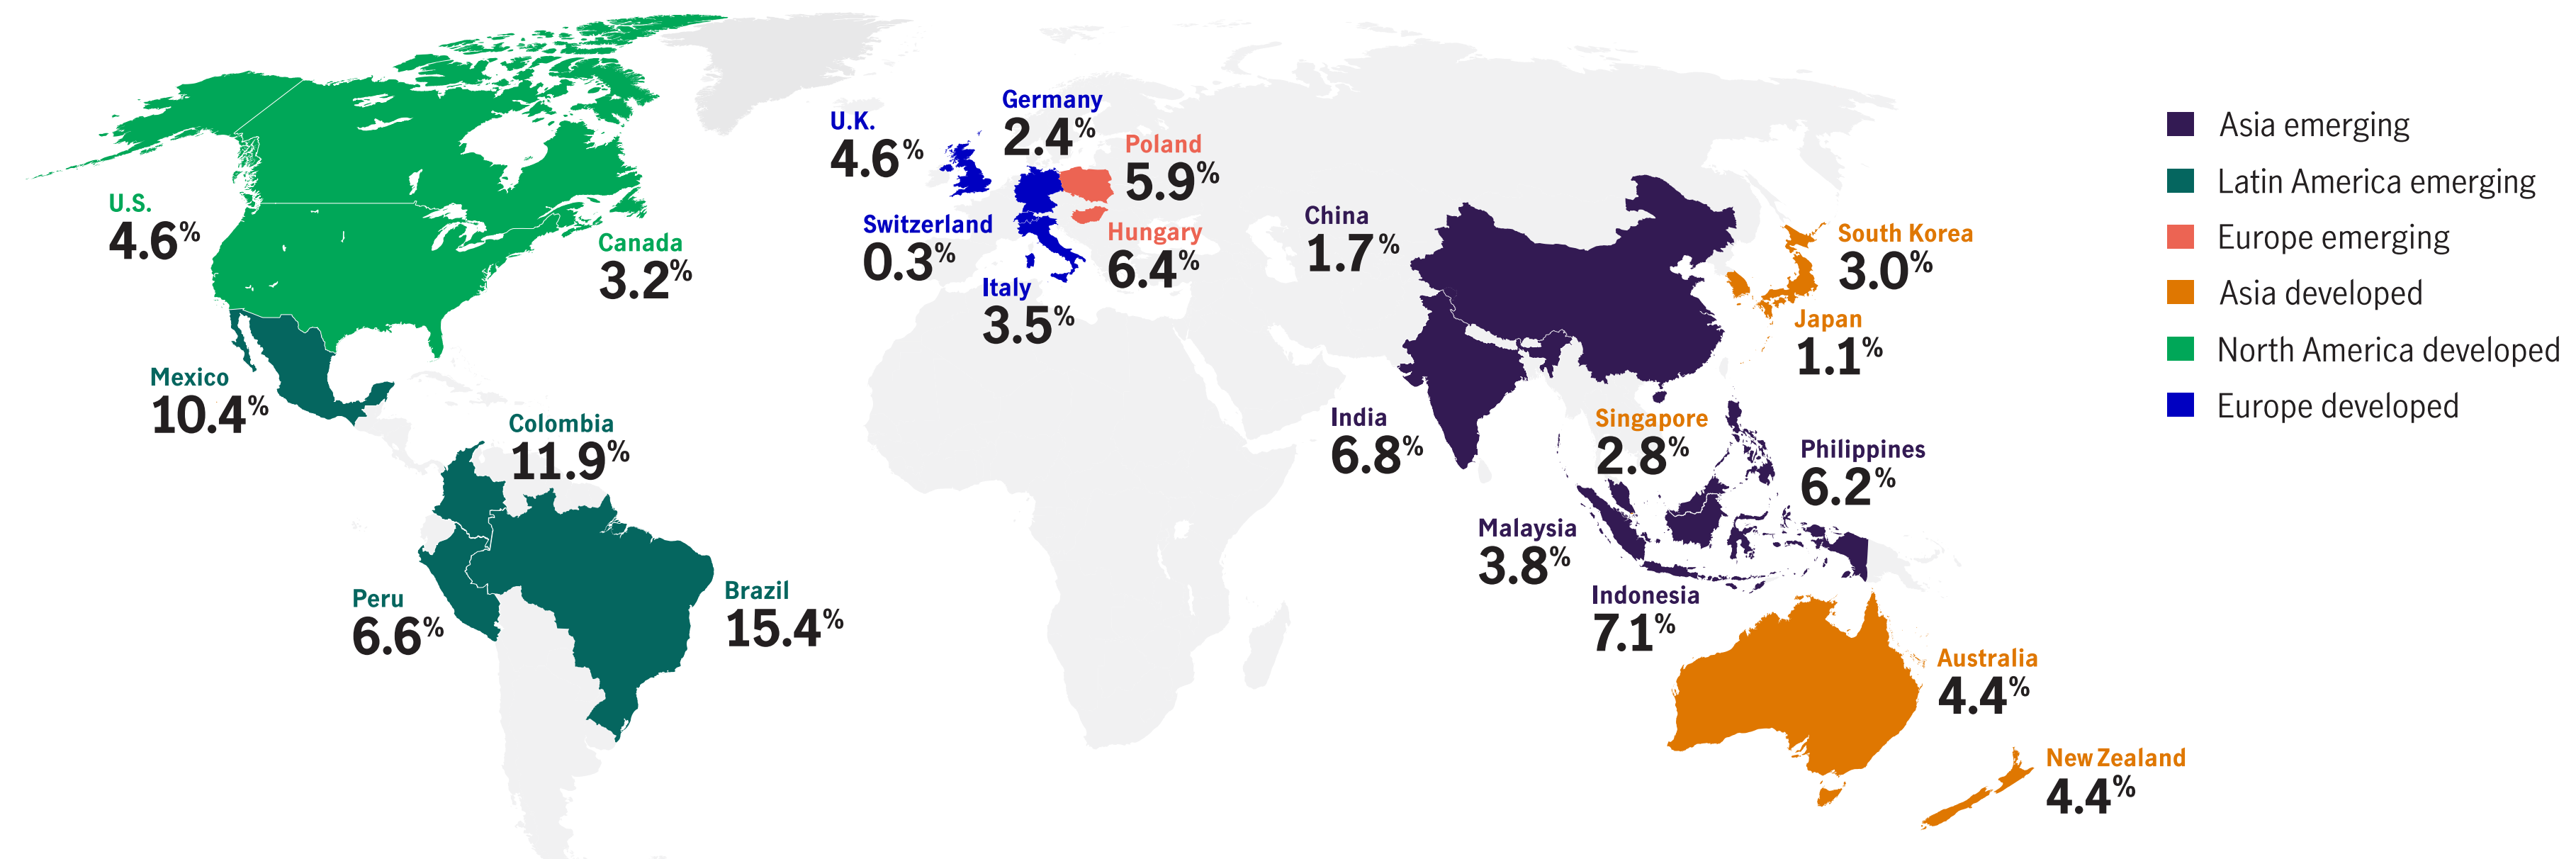 U.S.
4.6%
Canada
3.2%
Mexico
10.4%
Colombia
11.9%
Peru
6.6%
Brazil
15.4%
U.K.
4.6%
Germany
2.4%
Poland
5.9%
Switzerland
0.3%
Hungary
6.4%
Italy
3.5%
China
1.7%
South Korea
3.0%
Japan
1.1%
India
6.8%
Singapore
2.8%
Philippines
6.2%
Malaysia
3.8%
Indonesia
7.1%
Australia
4.4%
New Zealand
4.4%
Asia emerging
Latin America emerging
Europe emerging
Asia developed
North America developed
Europe developed